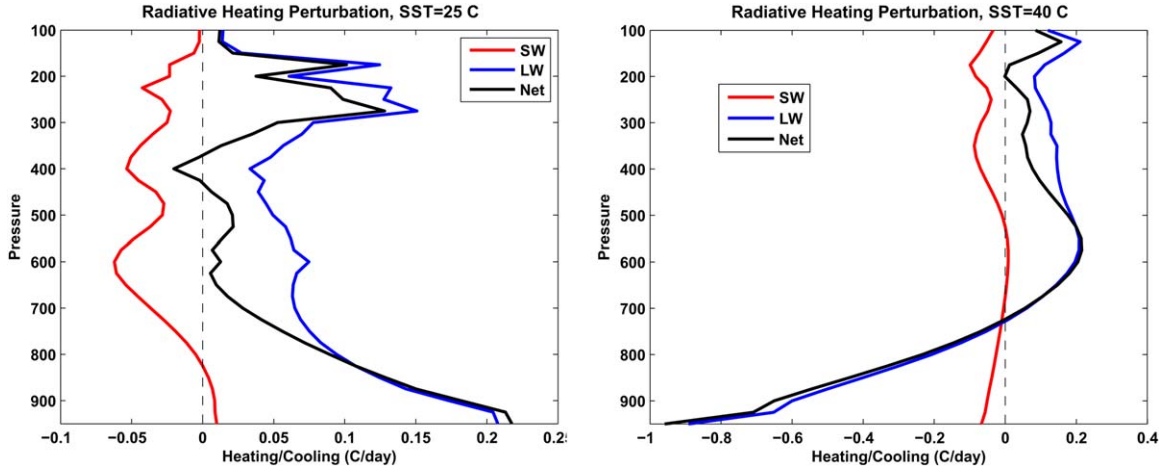 Radiative Heating Perturbation, SST=25 C
100
200
300
400
500
600
700
800
900
Pressure
SW
LW
Net
−0.1
−0.05
0
0.05
0.1
0.15
0.2
0.25
Heating/Cooling (C/day)
Radiative Heating Perturbation, SST=40 C
100
200
300
400
500
600
700
800
900
Pressure
SW
LW
Net
−1
−0.8
−0.6
−0.4
−0.2
0
0.2
0.4
Heating/Cooling (C/day)